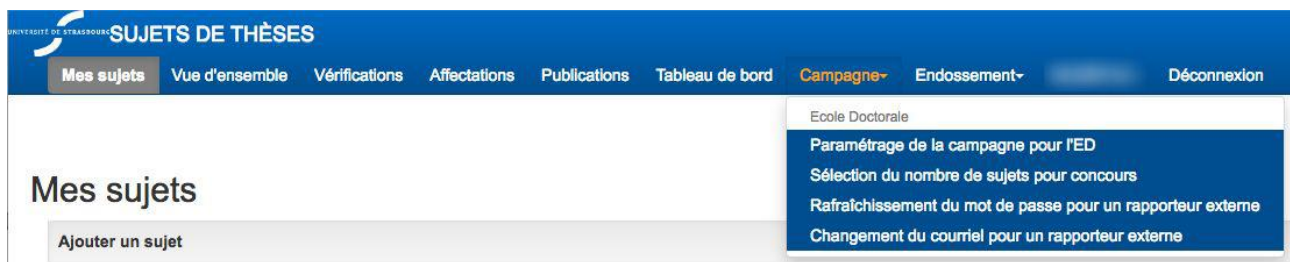 UNIVERSITÉ DE STRASBOURG SUJETS DE THÈSES
Mes sujets Vue d'ensemble Vérifications Affectations Publications Tableau de bord Campagne Endossement Déconnexion
Ecole Doctorale
Paramétrage de la campagne pour l'ED
Sélection du nombre de sujets pour concours
Rafraîchissement du mot de passe pour un rapporteur externe
Changement du courriel pour un rapporteur externe
Mes sujets
Ajouter un sujet